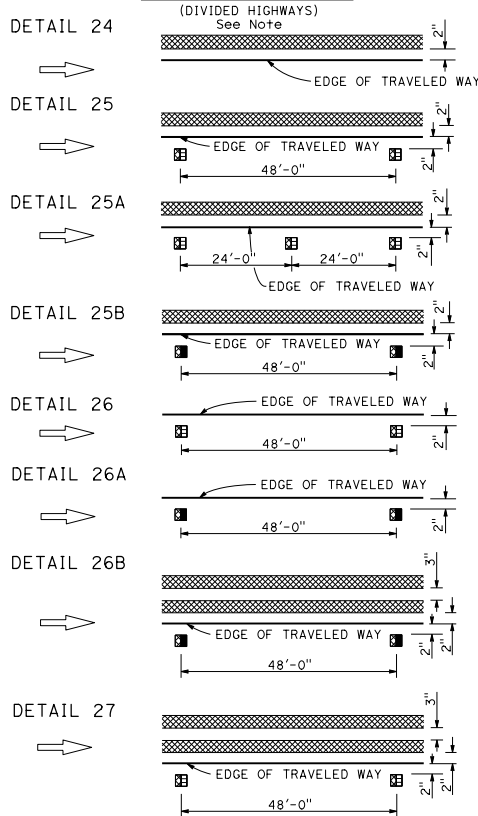 (DIVIDED HIGHWAYS)
See Note
DETAIL 24
2"
EDGE OF TRAVELED WAY
DETAIL 25
2"
EDGE OF TRAVELED WAY
2"
48'-0"
DETAIL 25A
2"
2"
24'-0"
24'-0"
EDGE OF TRAVELED WAY
DETAIL 25B
2"
EDGE OF TRAVELED WAY
2"
48'-0"
DETAIL 26
EDGE OF TRAVELED WAY
2"
48'-0"
DETAIL 26A
EDGE OF TRAVELED WAY
2"
48'-0"
DETAIL 26B
3"
EDGE OF TRAVELED WAY
2"
2"
48'-0"
DETAIL 27
3"
EDGE OF TRAVELED WAY
2"
2"
48'-0"